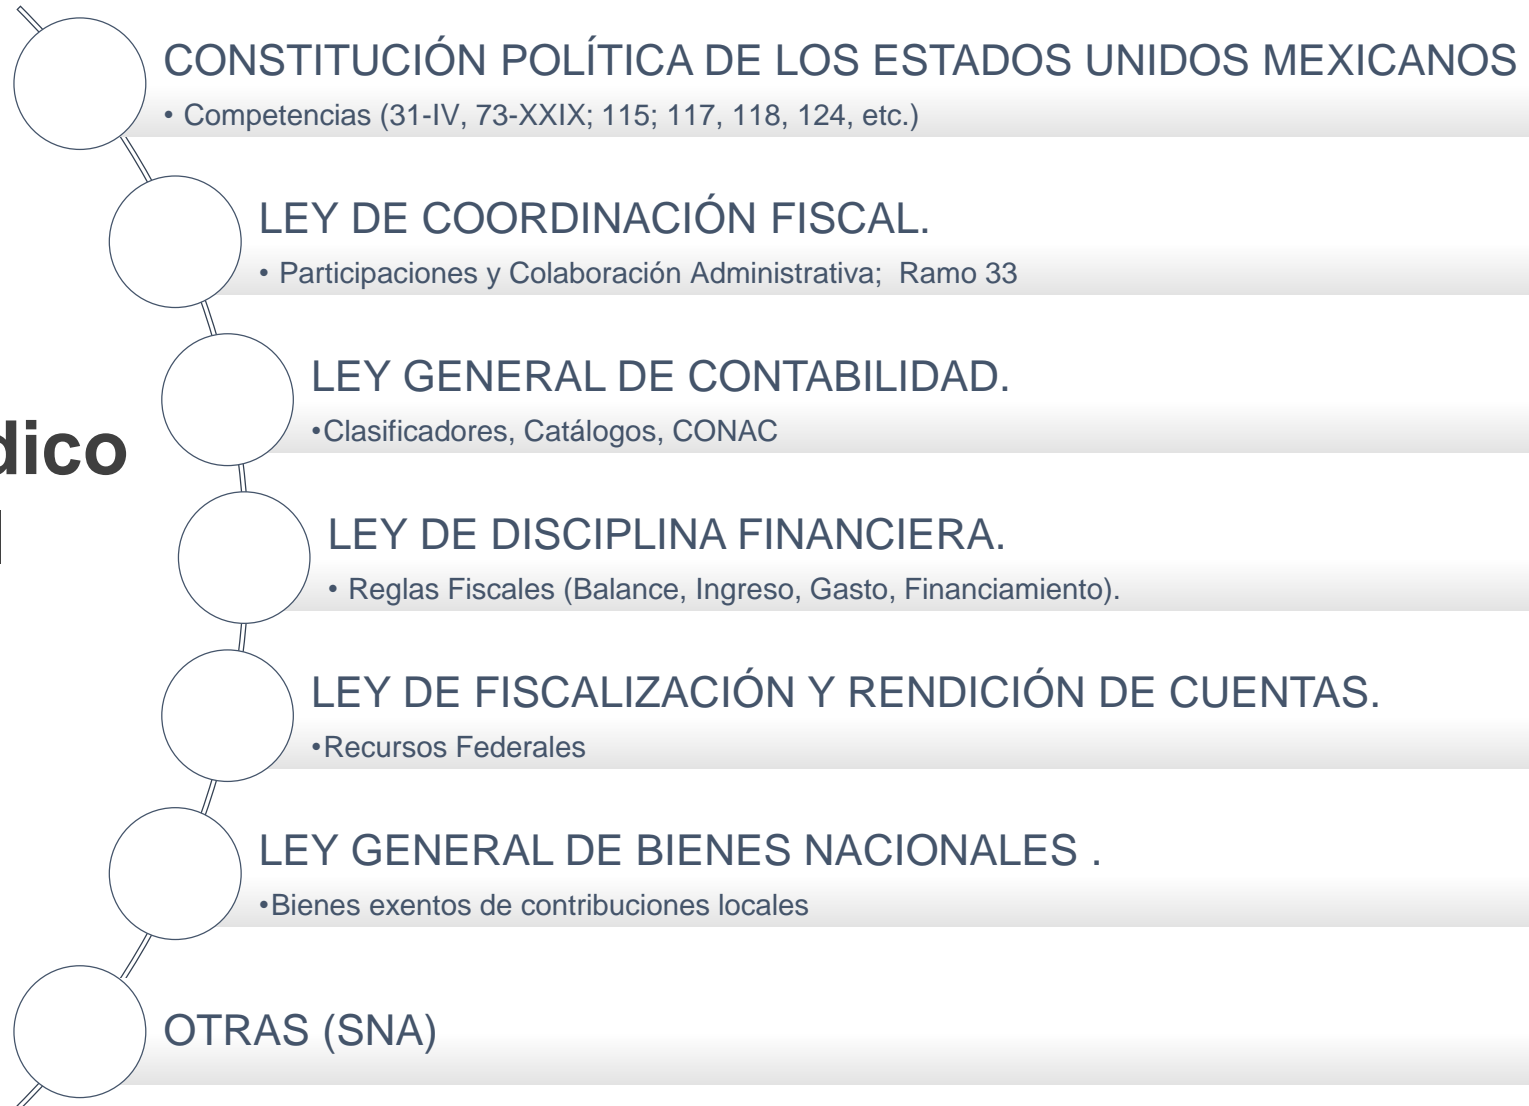 CONSTITUCIÓN POLÍTICA DE LOS ESTADOS UNIDOS MEXICANOS
• Competencias (31-IV, 73-XXIX; 115; 117, 118, 124, etc.)
LEY DE COORDINACIÓN FISCAL.
• Participaciones y Colaboración Administrativa; Ramo 33
LEY GENERAL DE CONTABILIDAD.
•Clasificadores, Catálogos, CONAC
dico
l
LEY DE DISCIPLINA FINANCIERA.
• Reglas Fiscales (Balance, Ingreso, Gasto, Financiamiento).
LEY DE FISCALIZACIÓN Y RENDICIÓN DE CUENTAS.
•Recursos Federales
LEY GENERAL DE BIENES NACIONALES .
•Bienes exentos de contribuciones locales
OTRAS (SNA)